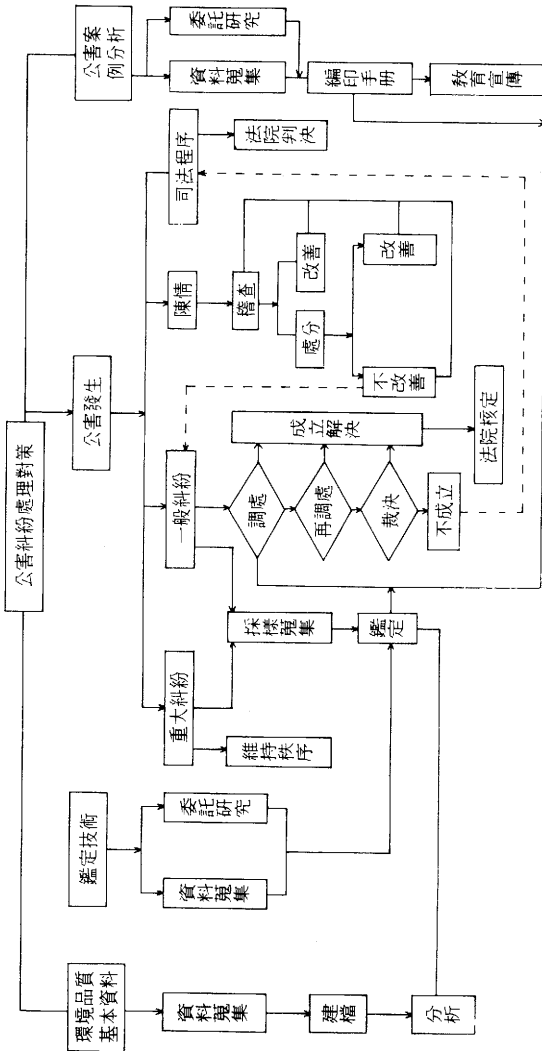 公害糾紛處理對策
環境品質
基本資料
資料蒐集
建檔
分析
鑑定技術
資料蒐集
委託研究
公害發生
重大糾紛
維持秩序
採樣蒐集
鑑定
一般糾紛
調處
再調處
裁決
不成立
成立解決
法院核定
陳情
稽查
處分
改善
不改善
改善
司法程序
法院判決
公害案
例分析
資料蒐集
委託研究
編印手册
教育宣傳